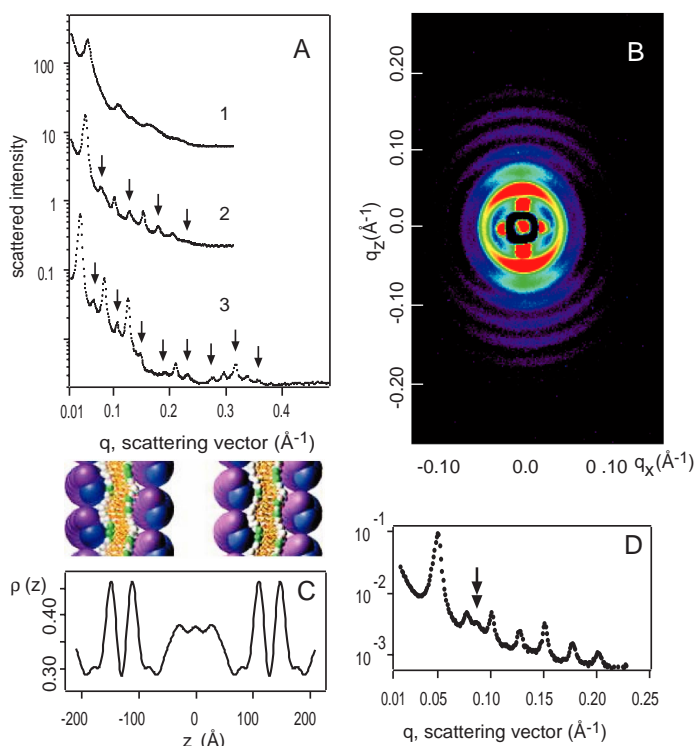 A
scattered intensity
100
10
1
0.1
1
2
3
0.01 0.1 0.2 0.3 0.4
q, scattering vector (Å-1)
B
qz(Å-1)
0.20
0.10
0.0
-0.10
-0.20
-0.10 0.0 0.10 qx(Å-1)
C
ρ (z)
0.40
0.30
-200 -100 0 100 200
z (Å)
D
10-1
10-2
10-3
0.01 0.05 0.10 0.15 0.20 0.25
q, scattering vector (Å-1)